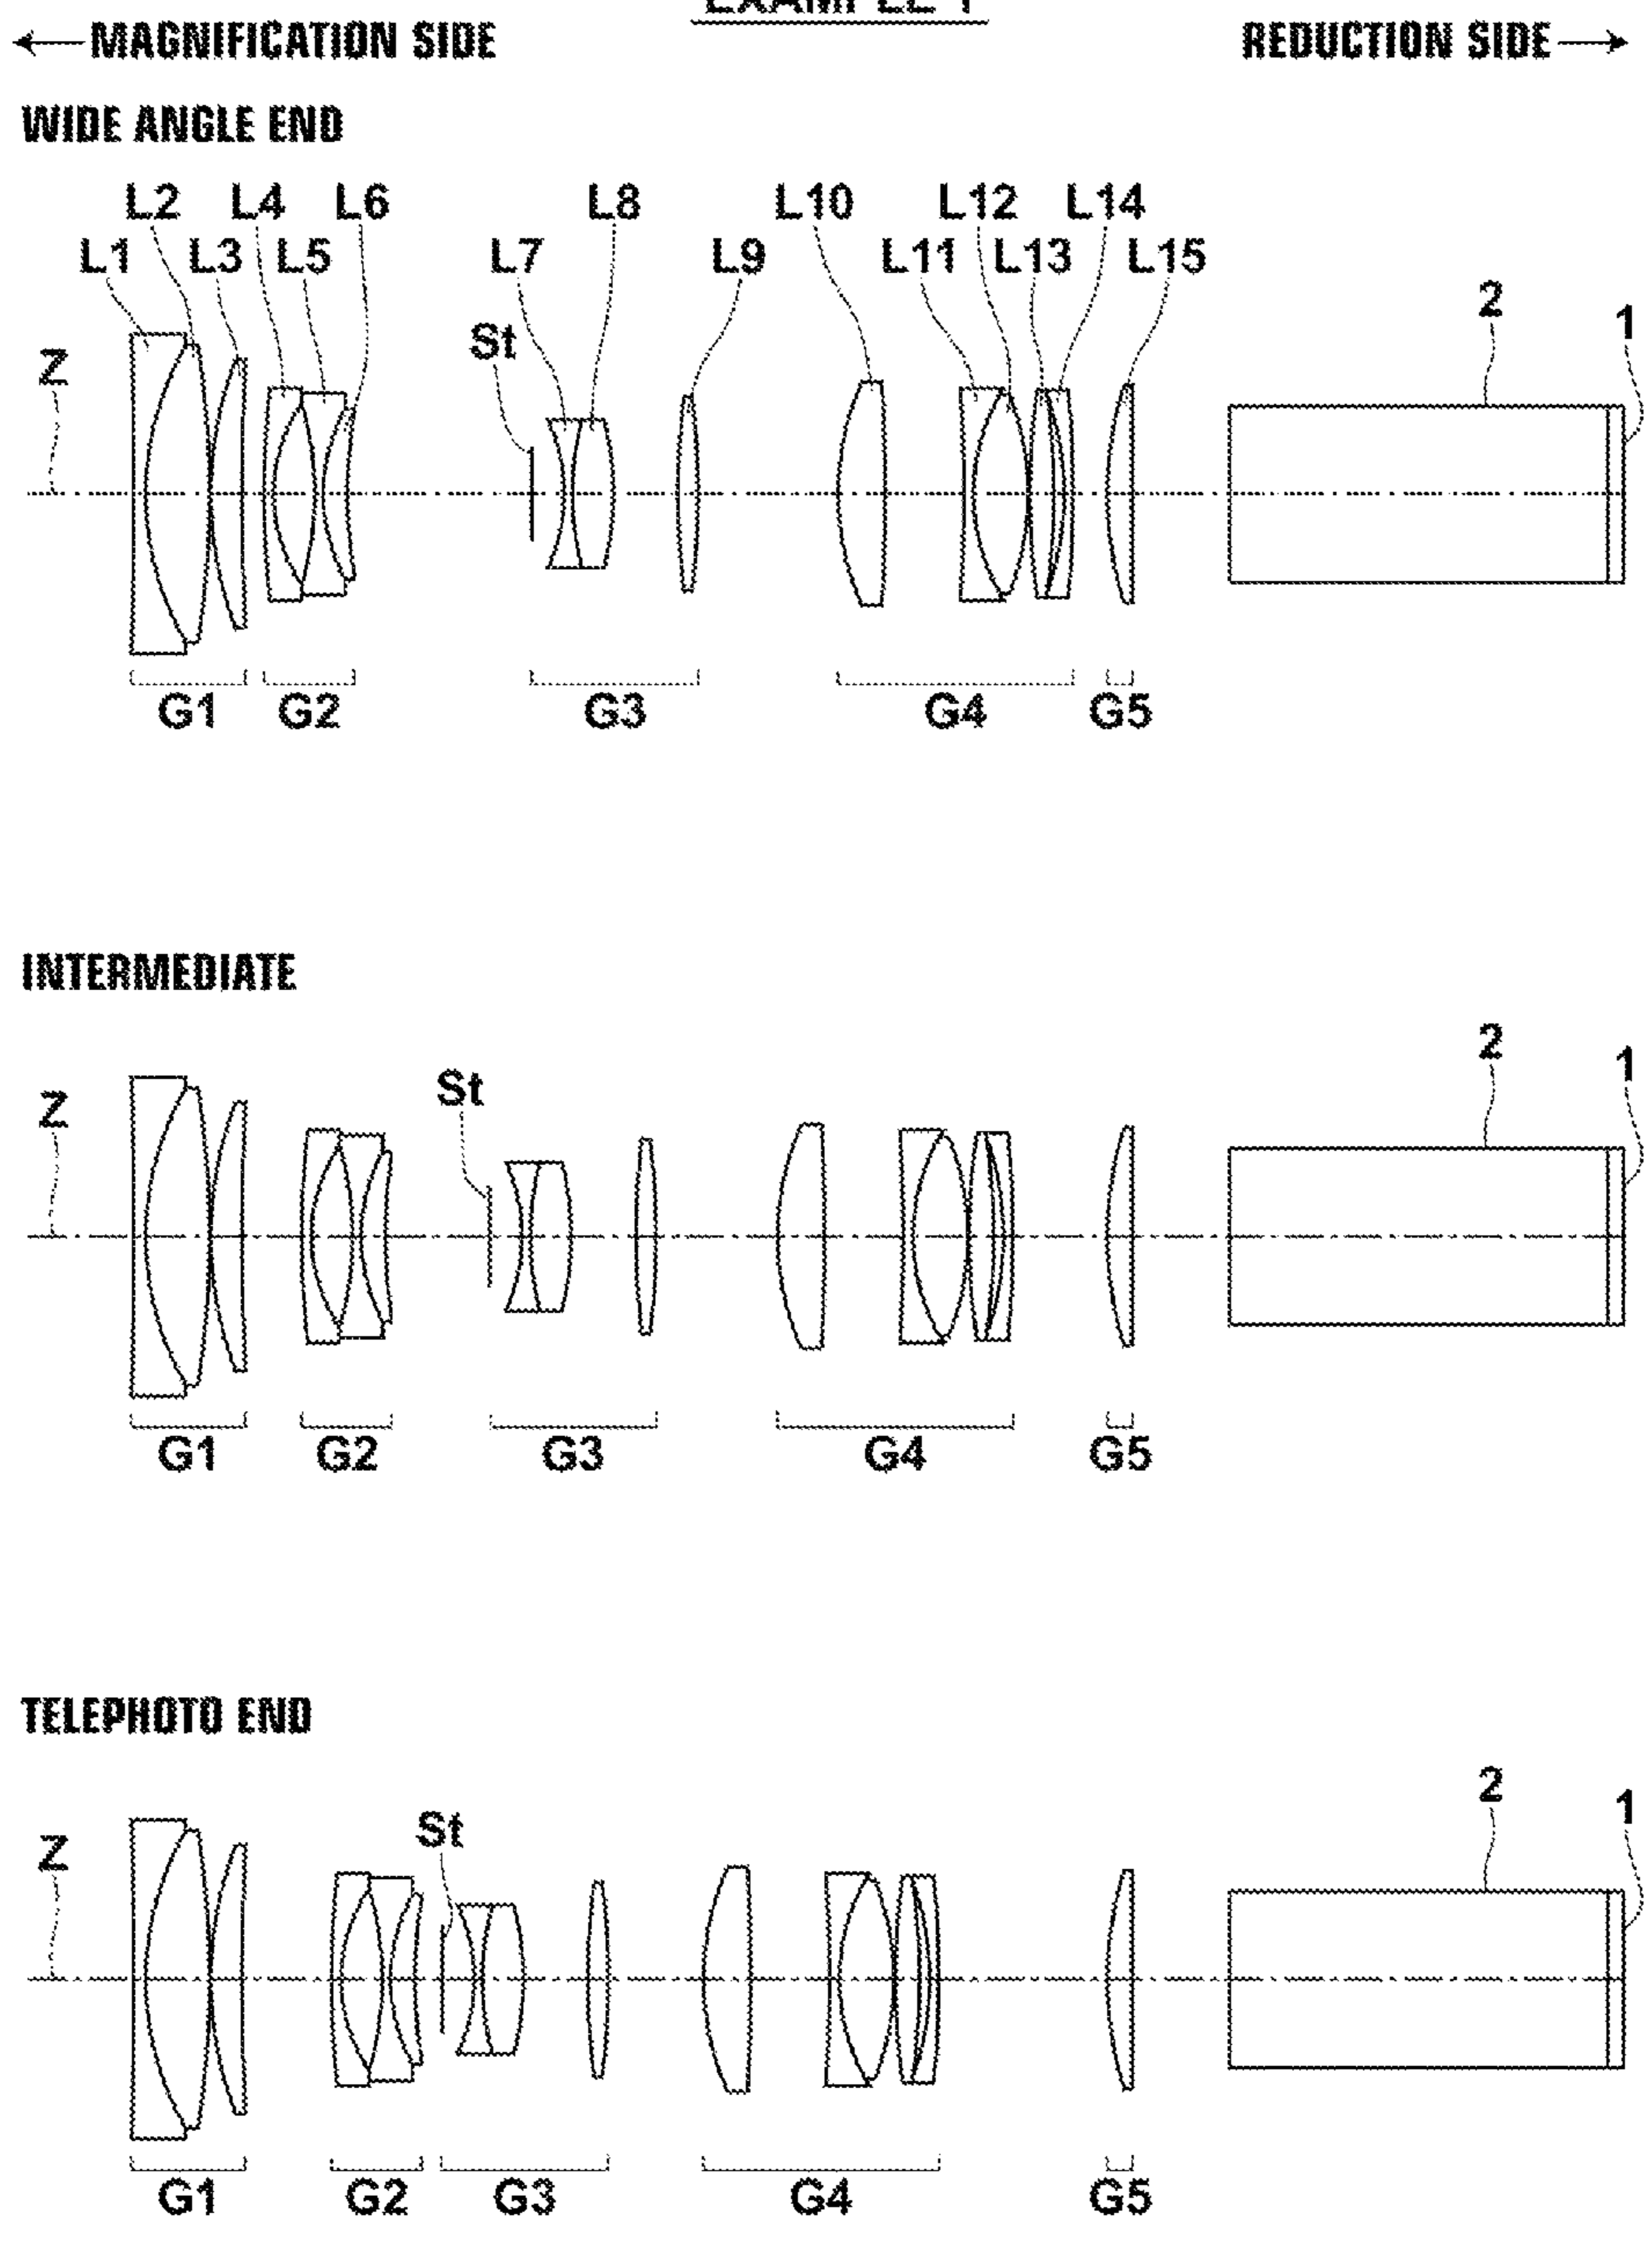 EXAMPLE 1
MAGNIFICATION SIDE REDUCTION SIDE
WIDE ANGLE END
L2 L4 L6 L8 L10 L12 L14
L1 L3 L5 L7 L9 L11 L13 L15
2
1
St
Z
G1 G2 G3 G4 G5
INTERMEDIATE
2
1
St
Z
G1 G2 G3 G4 G5
TELEPHOTO END
2
1
St
Z
G1 G2 G3 G4 G5